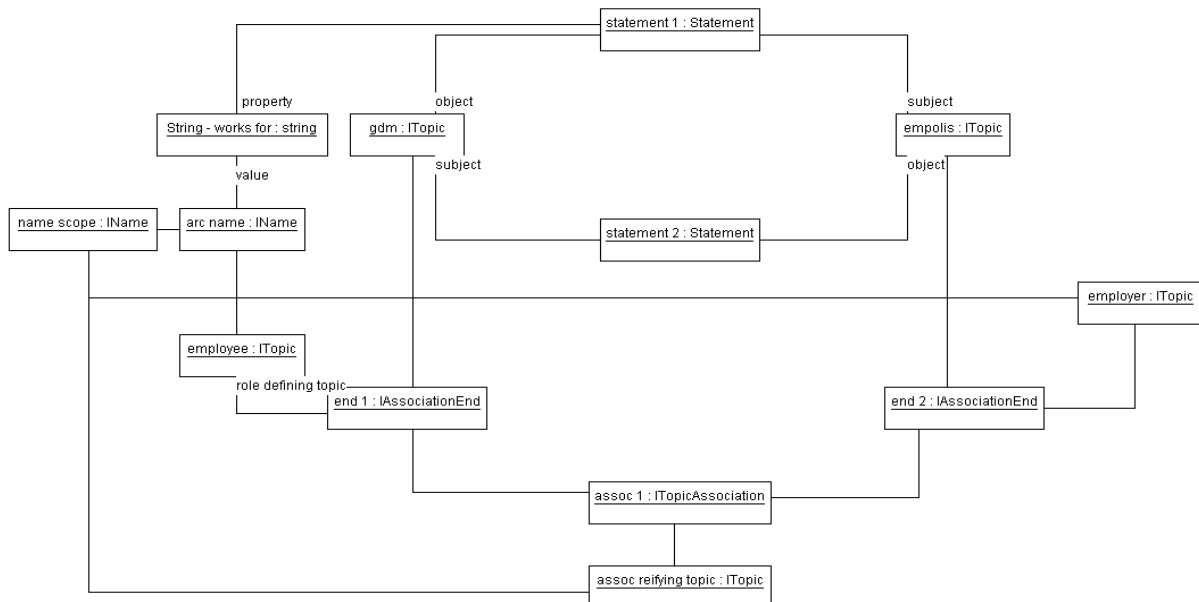 statement 1 : Statement
property
object
subject
String - works for : string
gdm : ITopic
empolis : ITopic
subject
object
value
name scope : IName
arc name : IName
statement 2 : Statement
employer : ITopic
employee : ITopic
role defining topic
end 1 : IAssociationEnd
end 2 : IAssociationEnd
assoc 1 : ITopicAssociation
assoc reifying topic : ITopic